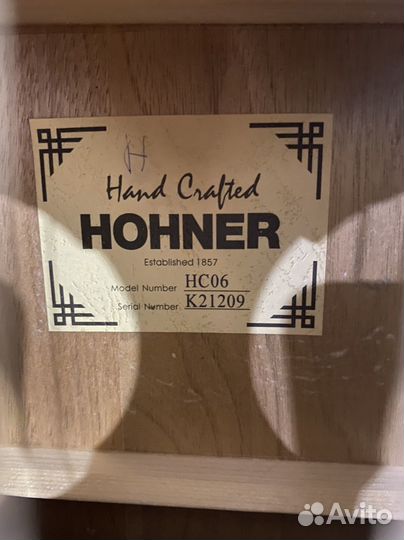 H
Hand Crafted
HOHNER
Established 1857
Model Number HC06
Serial Number K21209
Avito